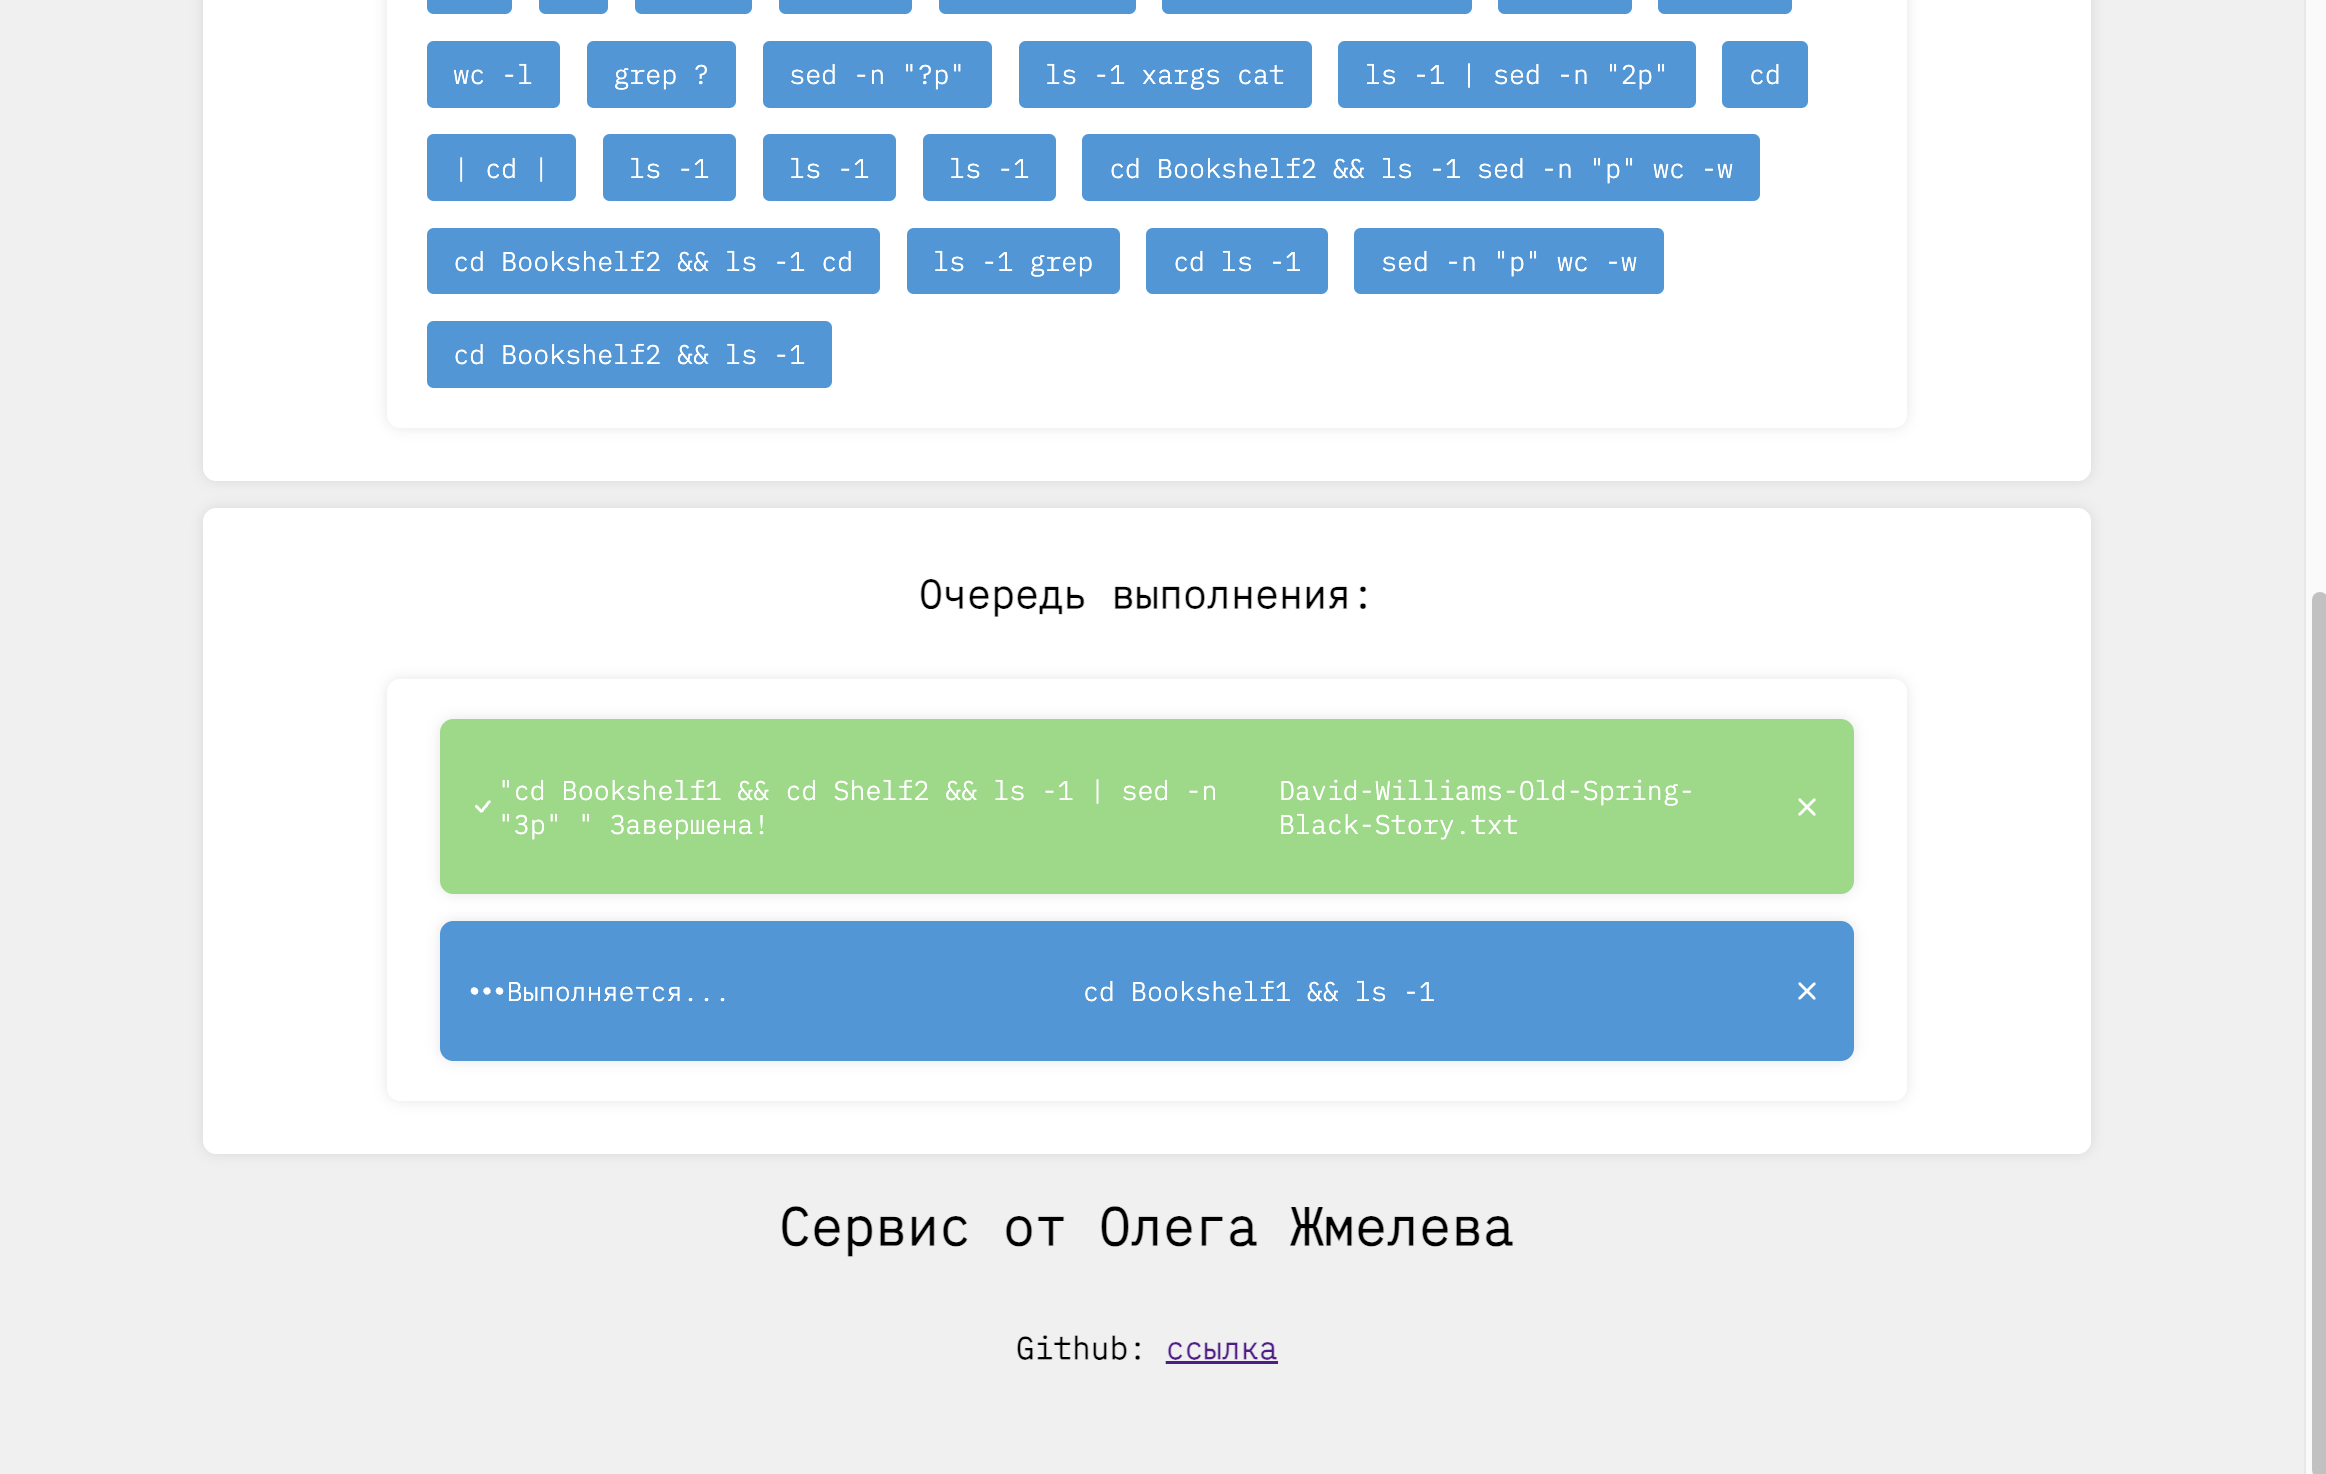 wc -l grep ? sed -n "?p" ls -1 xargs cat ls -1 | sed -n "2p" cd
| cd | ls -1 ls -1 ls -1 cd Bookshelf2 && ls -1 sed -n "p" wc -w
cd Bookshelf2 && ls -1 cd ls -1 grep cd ls -1 sed -n "p" wc -w
cd Bookshelf2 && ls -1
Очередь выполнения:
"cd Bookshelf1 && cd Shelf2 && ls -1 | sed -n
"3p" " Завершена!
David-Williams-Old-Spring-
Black-Story.txt
•••Выполняется... cd Bookshelf1 && ls -1
Сервис от Олега Жмелева
Github: ссылка